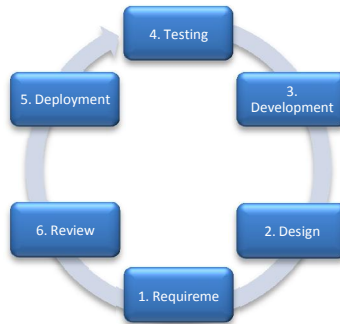 4. Testing
3.
Development
2. Design
1. Requireme
6. Review
5. Deployment